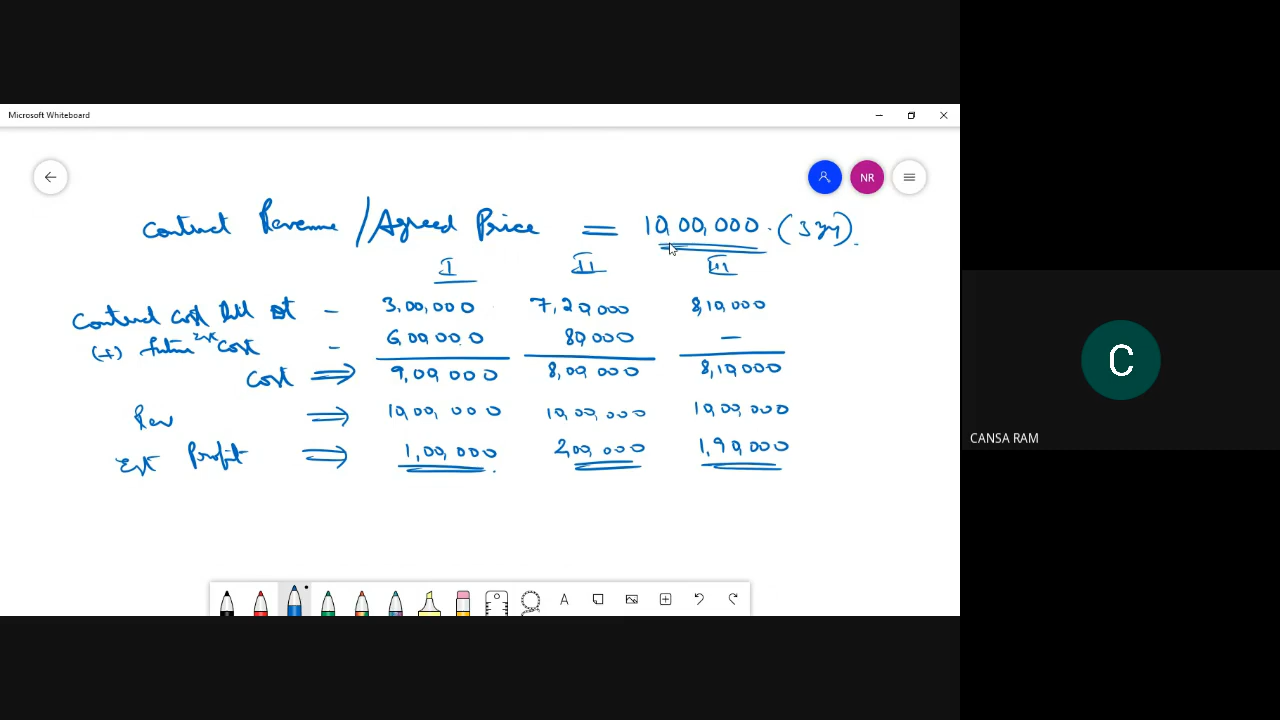 Microsoft Whiteboard
NR
Contract Revenue / Agreed Price = 10,00,000. (3 yr).
I II III
Contract cost till dt - 3,00,000 7,20,000 8,10,000
(+) future Est cost - 6,00,000 80,000 —
Cost ⇒ 9,00,000 8,00,000 8,10,000
Rev ⇒ 10,00,000 10,00,000 10,00,000
Est Profit ⇒ 1,00,000 2,00,000 1,90,000
C
CANSA RAM
A